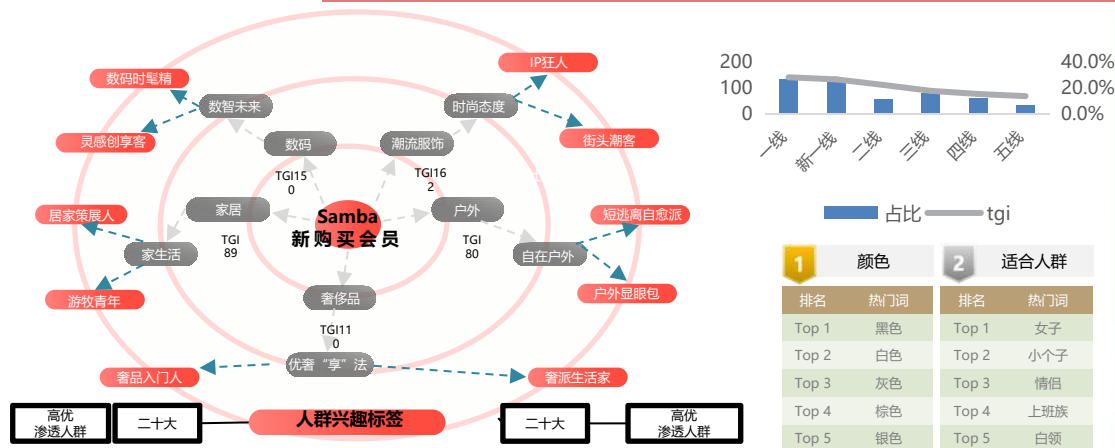 数码时髦精
数智未来
灵感创享客
数码
TGI15
0
IP狂人
时尚态度
街头潮客
潮流服饰
TGI16
2
士
居家策展人
家居
家生活
TGI
89
游牧青年
Samba
新购买会员
户外
TGI
80
短逃离自愈派
自在户外
户外显眼包
奢侈品
TGI11
0
优奢“享”法
奢品入门人
奢派生活家
高优
渗透人群
二十大
人群兴趣标签
二十大
高优
渗透人群
200
100
0
40.0%
20.0%
0.0%
一线
新一线
二线
三线
四线
五线
占比
tgi
1 颜色
排名 热门词
Top 1 黑色
Top 2 白色
Top 3 灰色
Top 4 棕色
Top 5 银色
2 适合人群
排名 热门词
Top 1 女子
Top 2 小个子
Top 3 情侣
Top 4 上班族
Top 5 白领